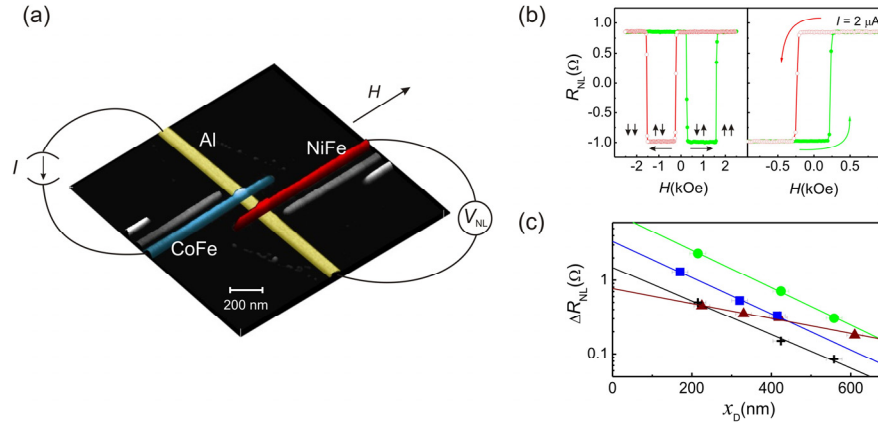 (a)
H
Al
NiFe
I
V_NL
CoFe
200 nm
(b)
R_NL(Ω)
1.0
0.5
0.0
-0.5
-1.0
I = 2 μA
↓↓ ↑↓ ↓↑ ↑↑
-2 -1 0 1 2
-0.5 0.0 0.5
H(kOe) H(kOe)
(c)
ΔR_NL(Ω)
1
0.1
0 200 400 600
x_D(nm)